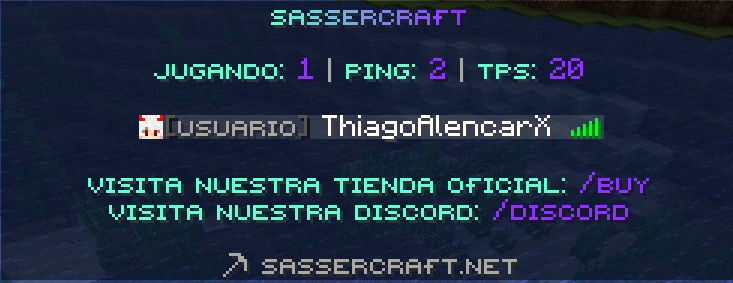 SASSERCRAFT
JUGANDO: 1 | PING: 2 | TPS: 20
[USUARIO] ThiagoAlencarX
VISITA NUESTRA TIENDA OFICIAL: /BUY
VISITA NUESTRA DISCORD: /DISCORD
SASSERCRAFT.NET